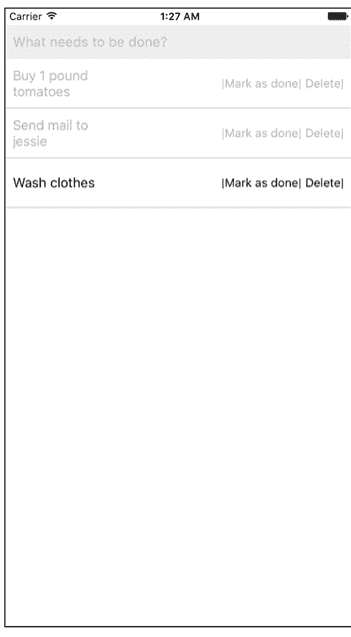 Carrier 1:27 AM
What needs to be done?
Buy 1 pound
tomatoes |Mark as done| Delete|
Send mail to
jessie |Mark as done| Delete|
Wash clothes |Mark as done| Delete|